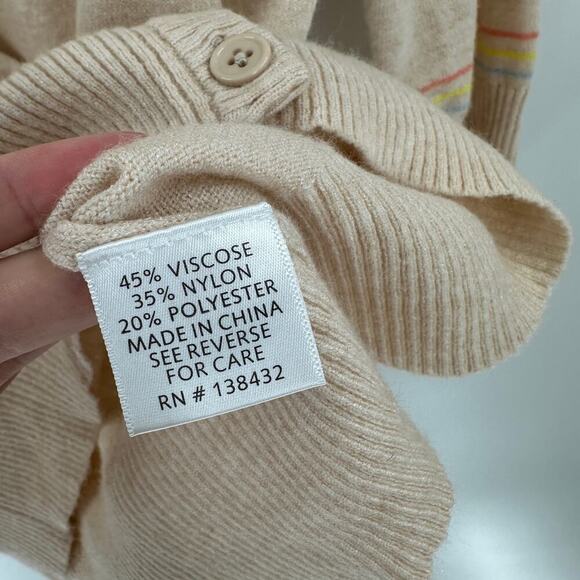 45% VISCOSE
35% NYLON
20% POLYESTER
MADE IN CHINA
SEE REVERSE
FOR CARE
RN # 138432